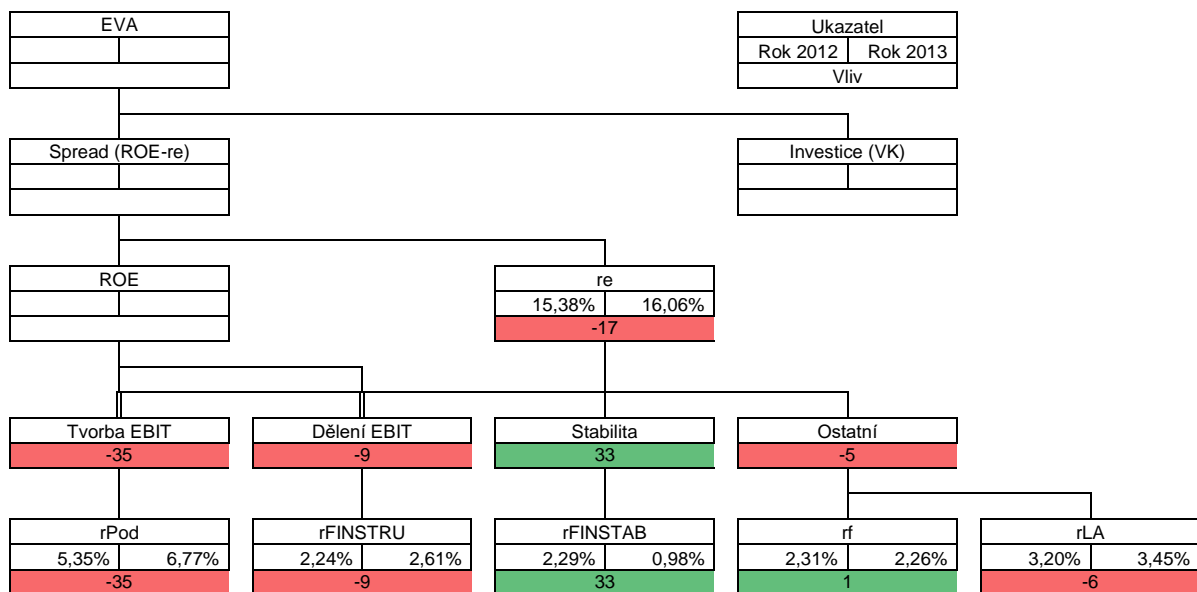 EVA
Ukazatel
Rok 2012 Rok 2013
Vliv
Spread (ROE-re)
Investice (VK)
ROE
re
15,38% 16,06%
-17
Tvorba EBIT
-35
Dělení EBIT
-9
Stabilita
33
Ostatní
-5
rPod
5,35% 6,77%
-35
rFINSTRU
2,24% 2,61%
-9
rFINSTAB
2,29% 0,98%
33
rf
2,31% 2,26%
1
rLA
3,20% 3,45%
-6